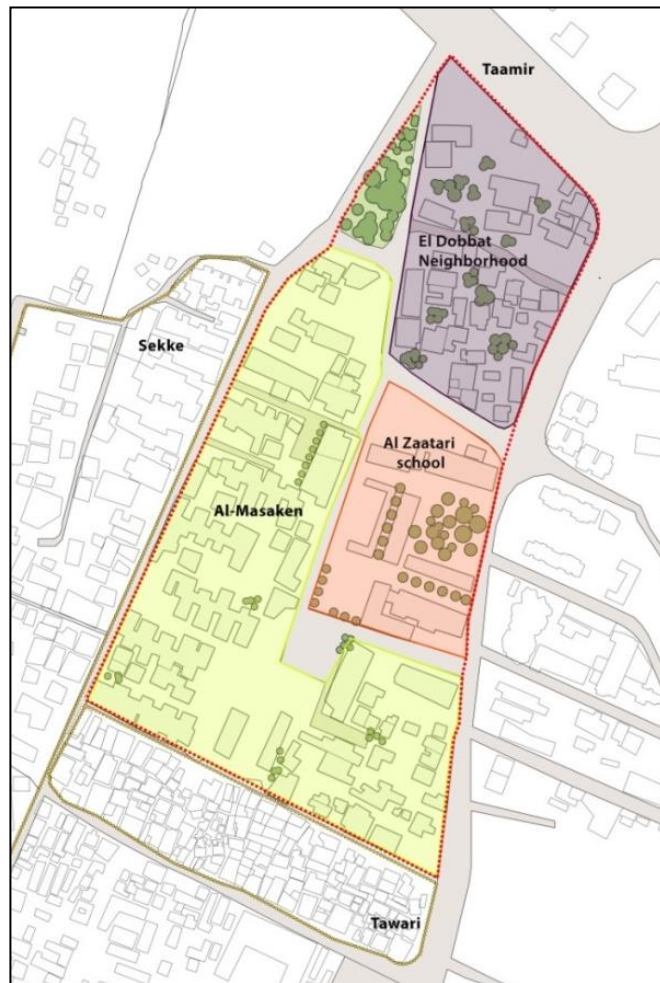 Taamir
El Dobbat
Neighborhood
Sekke
Al Zaatari
school
Al-Masaken
Tawari